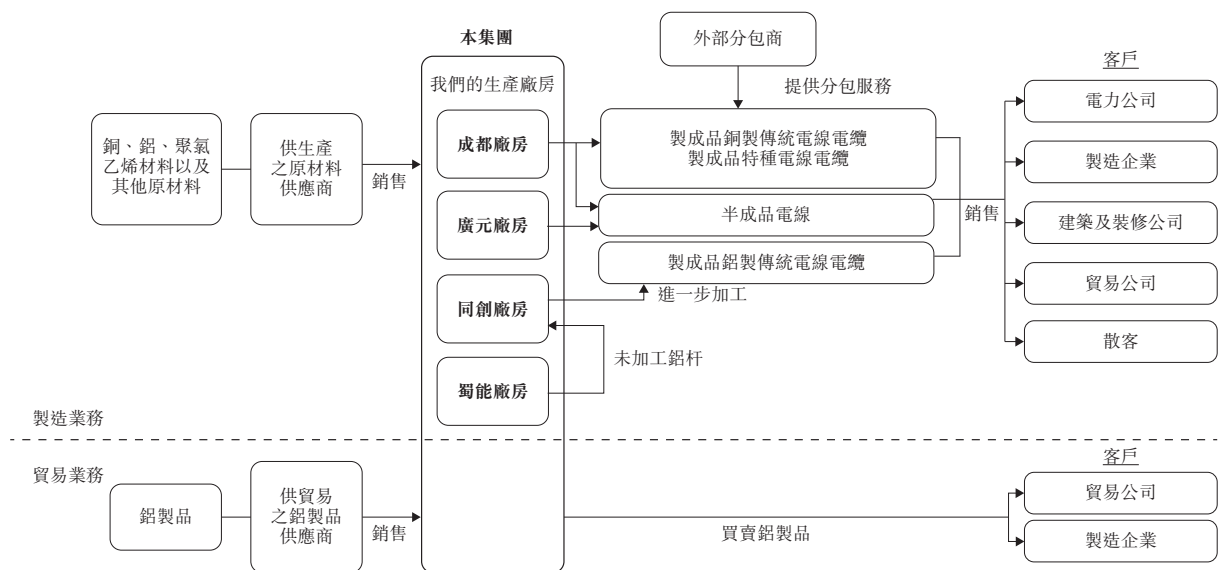 本集團
外部分包商
客戶
我們的生產廠房
提供分包服務
銅、鋁、聚氯
乙烯材料以及
其他原材料
供生產
之原材料
供應商
銷售
成都廠房
廣元廠房
同創廠房
蜀能廠房
製成品銅製傳統電線電纜
製成品特種電線電纜
半成品電線
製成品鋁製傳統電線電纜
進一步加工
未加工鋁杆
銷售
電力公司
製造企業
建築及裝修公司
貿易公司
散客
製造業務
貿易業務
鋁製品
供貿易
之鋁製品
供應商
銷售
買賣鋁製品
客戶
貿易公司
製造企業